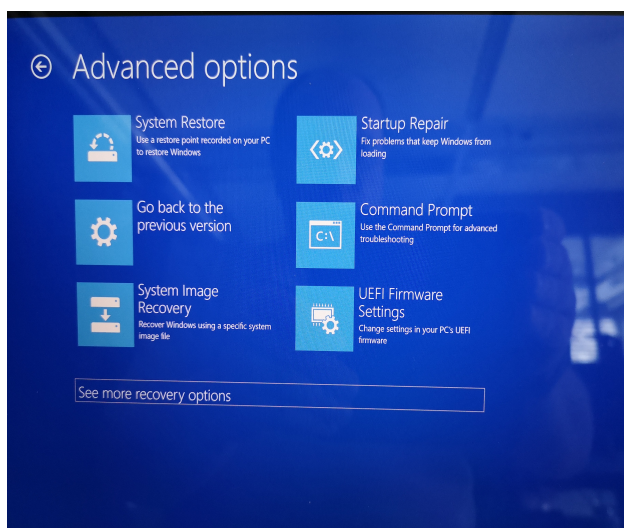 Advanced options
System Restore
Use a restore point recorded on your PC
to restore Windows
Go back to the
previous version
System Image
Recovery
Recover Windows using a specific system
image file
Startup Repair
Fix problems that keep Windows from
loading
C:\
Command Prompt
Use the Command Prompt for advanced
troubleshooting
UEFI Firmware
Settings
Change settings in your PC's UEFI
firmware
See more recovery options